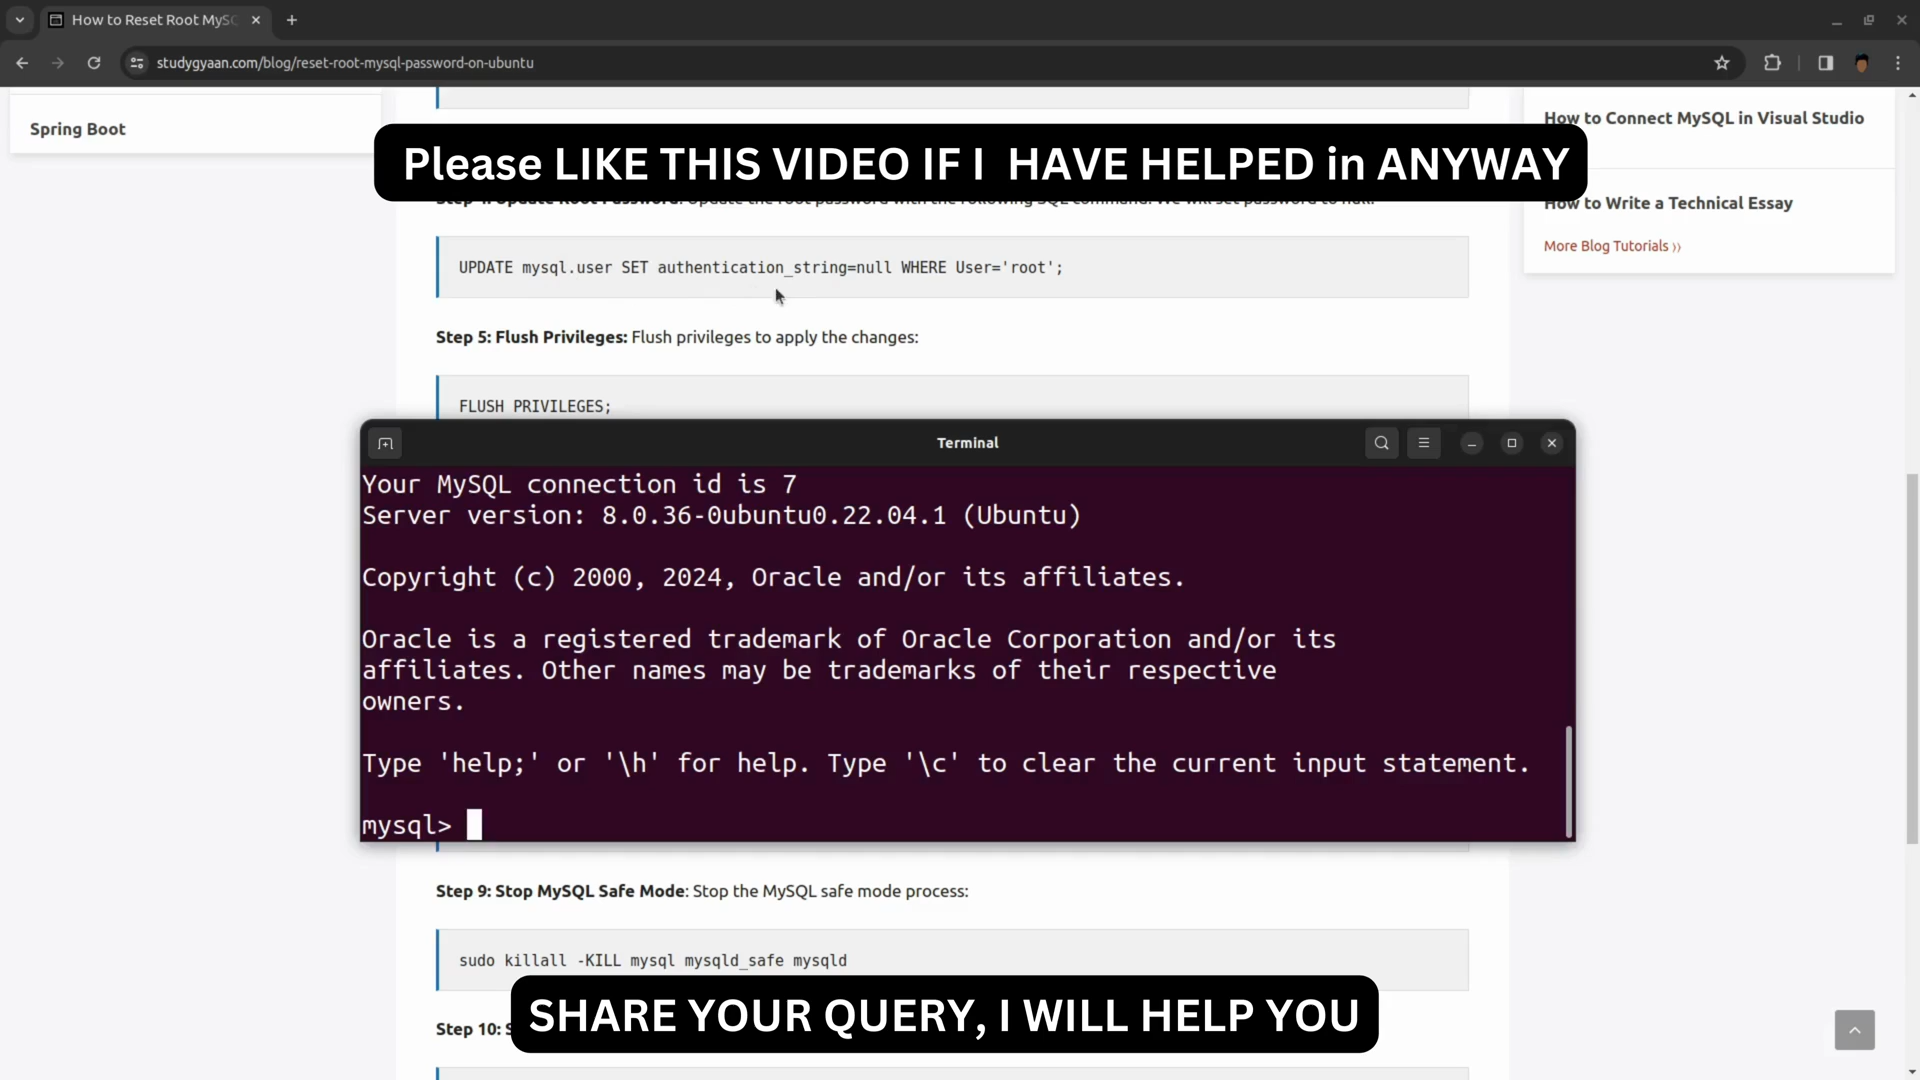 How to Reset Root MySQ
studygyaan.com/blog/reset-root-mysql-password-on-ubuntu
Spring Boot
How to Connect MySQL in Visual Studio
Please LIKE THIS VIDEO IF I HAVE HELPED in ANYWAY
How to Write a Technical Essay
More Blog Tutorials ⟩⟩
UPDATE mysql.user SET authentication_string=null WHERE User='root';
Step 5: Flush Privileges: Flush privileges to apply the changes:
FLUSH PRIVILEGES;
Terminal
Your MySQL connection id is 7
Server version: 8.0.36-0ubuntu0.22.04.1 (Ubuntu)
Copyright (c) 2000, 2024, Oracle and/or its affiliates.
Oracle is a registered trademark of Oracle Corporation and/or its
affiliates. Other names may be trademarks of their respective
owners.
Type 'help;' or '\h' for help. Type '\c' to clear the current input statement.
mysql>
Step 9: Stop MySQL Safe Mode: Stop the MySQL safe mode process:
sudo killall -KILL mysql mysqld_safe mysqld
SHARE YOUR QUERY, I WILL HELP YOU
Step 10: